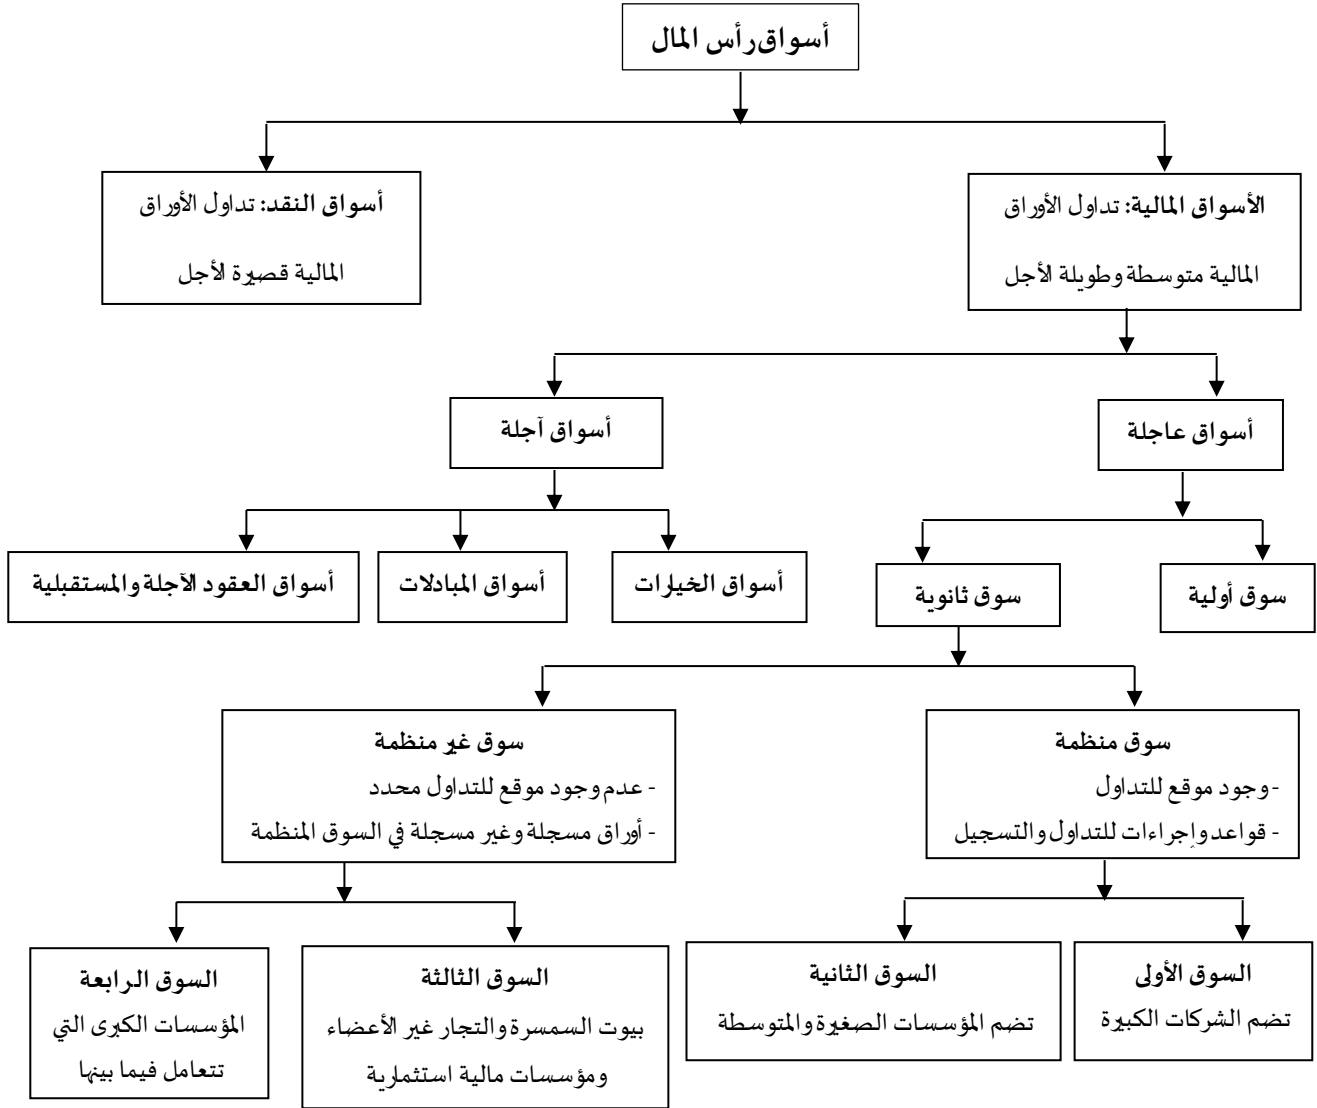 أسواق رأس المال
الأسواق المالية: تداول الأوراق
المالية متوسطة وطويلة الأجل
أسواق النقد: تداول الأوراق
المالية قصيرة الأجل
أسواق عاجلة
أسواق آجلة
سوق أولية
سوق ثانوية
أسواق الخيارات
أسواق المبادلات
أسواق العقود الآجلة والمستقبلية
سوق منظمة
- وجود موقع للتداول
- قواعد وإجراءات للتداول والتسجيل
سوق غير منظمة
- عدم وجود موقع للتداول محدد
- أوراق مسجلة وغير مسجلة في السوق المنظمة
السوق الأولى
تضم الشركات الكبيرة
السوق الثانية
تضم المؤسسات الصغيرة والمتوسطة
السوق الثالثة
بيوت السمسرة والتجار غير الأعضاء
ومؤسسات مالية استثمارية
السوق الرابعة
المؤسسات الكبرى التي
تتعامل فيما بينها